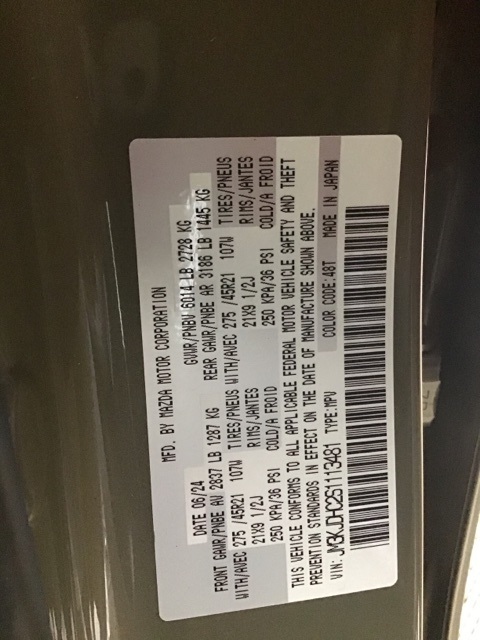 MFD. BY MAZDA MOTOR CORPORATION
DATE 06/24 GVWR/PNBV 6014 LB 2728 KG
FRONT GAWR/PNBE AV 2837 LB 1287 KG REAR GAWR/PNBE AR 3186 LB 1445 KG
WITH/AVEC 275 /45R21 107W TIRES/PNEUS WITH/AVEC 275 /45R21 107W TIRES/PNEUS
21X9 1/2J RIMS/JANTES 21X9 1/2J RIMS/JANTES
250 KPA/36 PSI COLD/A FROID 250 KPA/36 PSI COLD/A FROID
THIS VEHICLE CONFORMS TO ALL APPLICABLE FEDERAL MOTOR VEHICLE SAFETY AND THEFT
PREVENTION STANDARDS IN EFFECT ON THE DATE OF MANUFACTURE SHOWN ABOVE.
VIN: JM3KJDHC2S1113481 TYPE:MPV COLOR CODE:48T MADE IN JAPAN